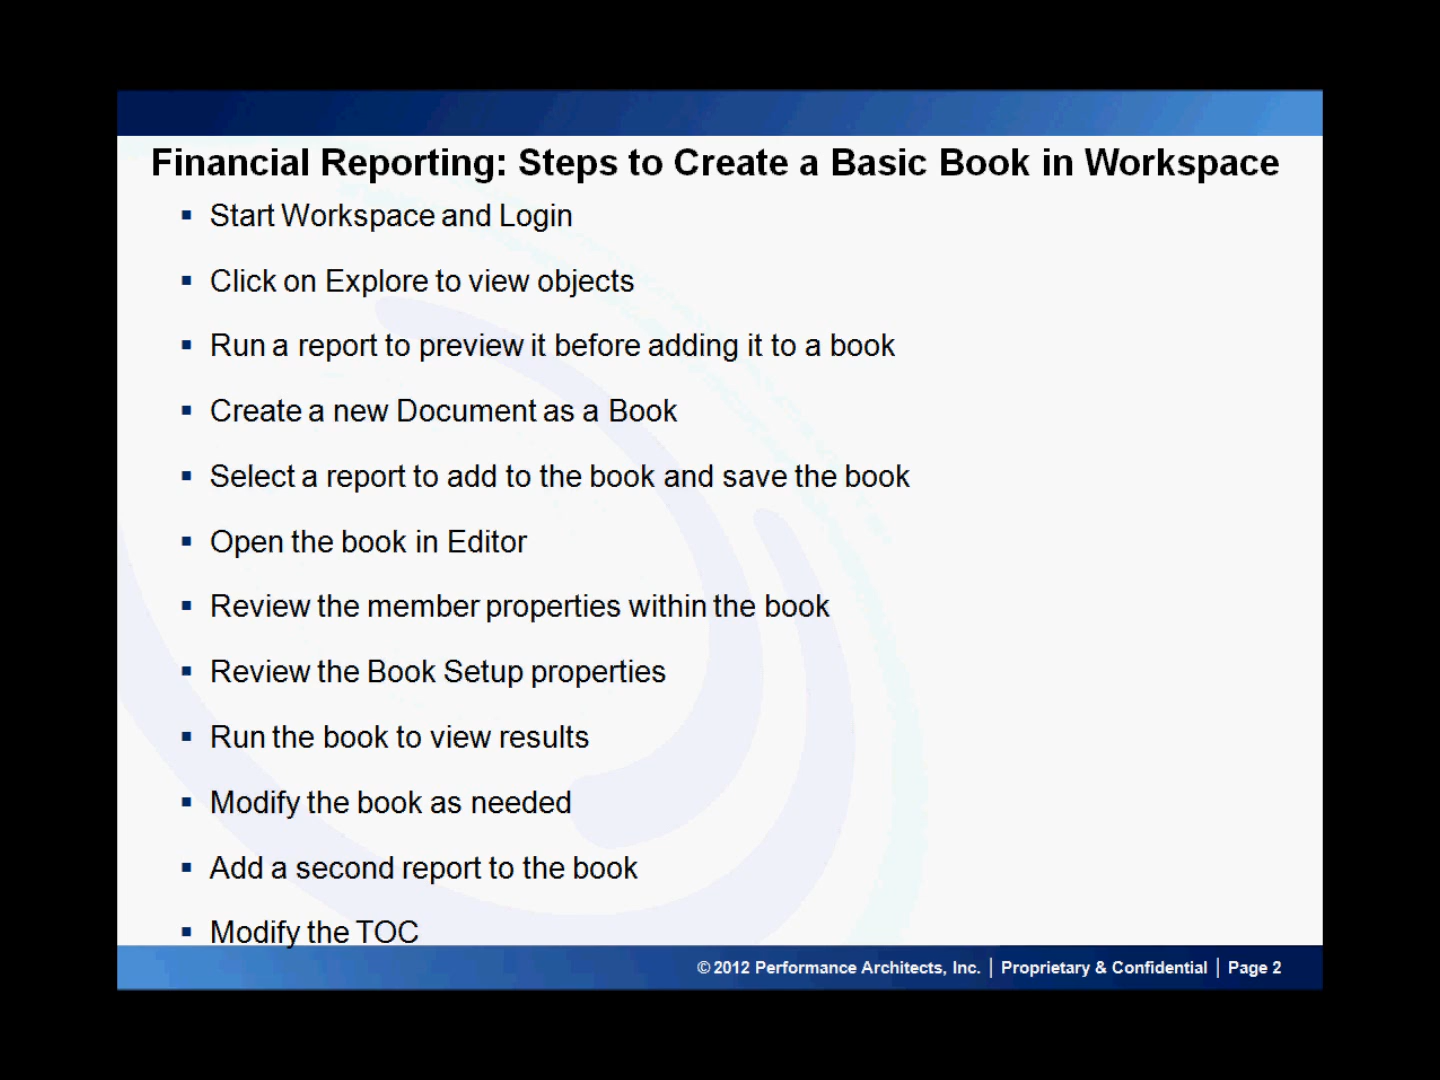 Financial Reporting: Steps to Create a Basic Book in Workspace
▪ Start Workspace and Login
▪ Click on Explore to view objects
▪ Run a report to preview it before adding it to a book
▪ Create a new Document as a Book
▪ Select a report to add to the book and save the book
▪ Open the book in Editor
▪ Review the member properties within the book
▪ Review the Book Setup properties
▪ Run the book to view results
▪ Modify the book as needed
▪ Add a second report to the book
▪ Modify the TOC
© 2012 Performance Architects, Inc. | Proprietary & Confidential | Page 2